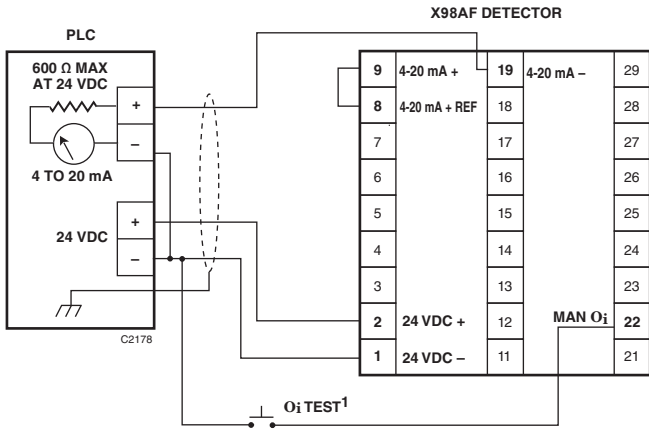 X98AF DETECTOR
PLC
600 Ω MAX
AT 24 VDC
+
–
4 TO 20 mA
24 VDC
+
–
C2178
9 4-20 mA + 19 4-20 mA – 29
8 4-20 mA + REF 18 28
7 17 27
6 16 26
5 15 25
4 14 24
3 13 23
2 24 VDC + 12 MAN Oi 22
1 24 VDC – 11 21
Oi TEST1